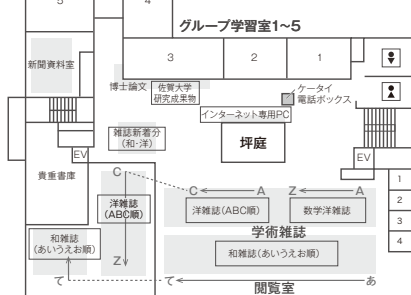 5
4
グループ学習室1〜5
3
2
1
新聞資料室
博士論文
佐賀大学
研究成果物
ケータイ
電話ボックス
インターネット専用PC
雑誌新着分
(和・洋)
坪庭
EV
EV
貴重書庫
C
C
A
Z
A
1
洋雑誌
(ABC順)
洋雑誌(ABC順)
数学洋雑誌
2
学術雑誌
3
和雑誌
(あいうえお順)
和雑誌(あいうえお順)
4
Z
て
て
あ
閲覧室